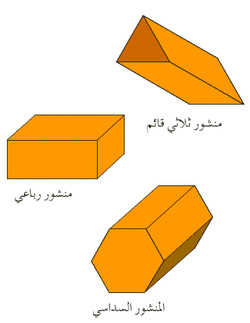 منشور ثلاثي قائم
منشور رباعي
المنشور السداسي